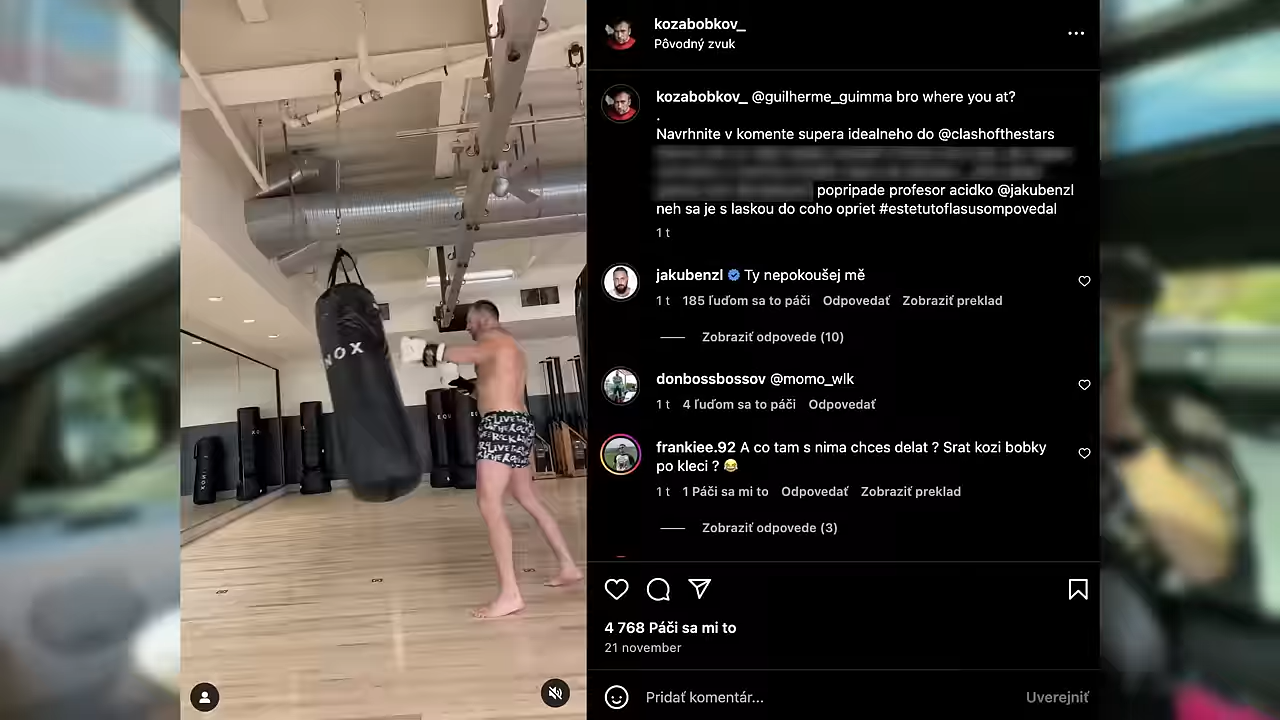 kozabobkov_
Pôvodný zvuk
kozabobkov_ @guilherme_guimma bro where you at?
.
Navrhnite v komente supera idealneho do @clashofthestars
popripade profesor acidko @jakubenzl
neh sa je s laskou do coho opriet #estetutoflasusompovedal
1 t
jakubenzl Ty nepokoušej mě
1 t 185 ľuďom sa to páči Odpovedať Zobraziť preklad
Zobraziť odpovede (10)
donbossbossov @momo_wlk
1 t 4 ľuďom sa to páči Odpovedať
frankiee.92 A co tam s nima chces delat ? Srat kozi bobky
po kleci ? 😂
1 t 1 Páči sa mi to Odpovedať Zobraziť preklad
Zobraziť odpovede (3)
4 768 Páči sa mi to
21 november
Pridať komentár...
Uverejniť
NOX